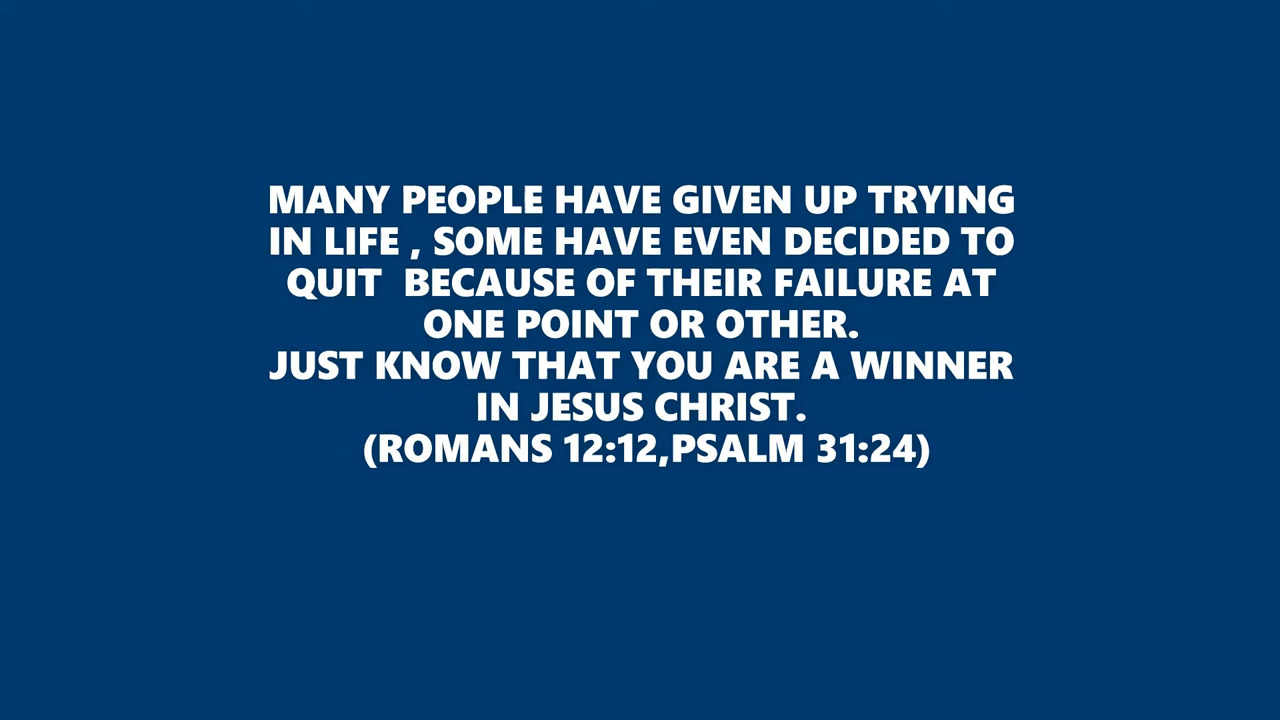 MANY PEOPLE HAVE GIVEN UP TRYING
IN LIFE , SOME HAVE EVEN DECIDED TO
QUIT  BECAUSE OF THEIR FAILURE AT
ONE POINT OR OTHER.
JUST KNOW THAT YOU ARE A WINNER
IN JESUS CHRIST.
(ROMANS 12:12,PSALM 31:24)